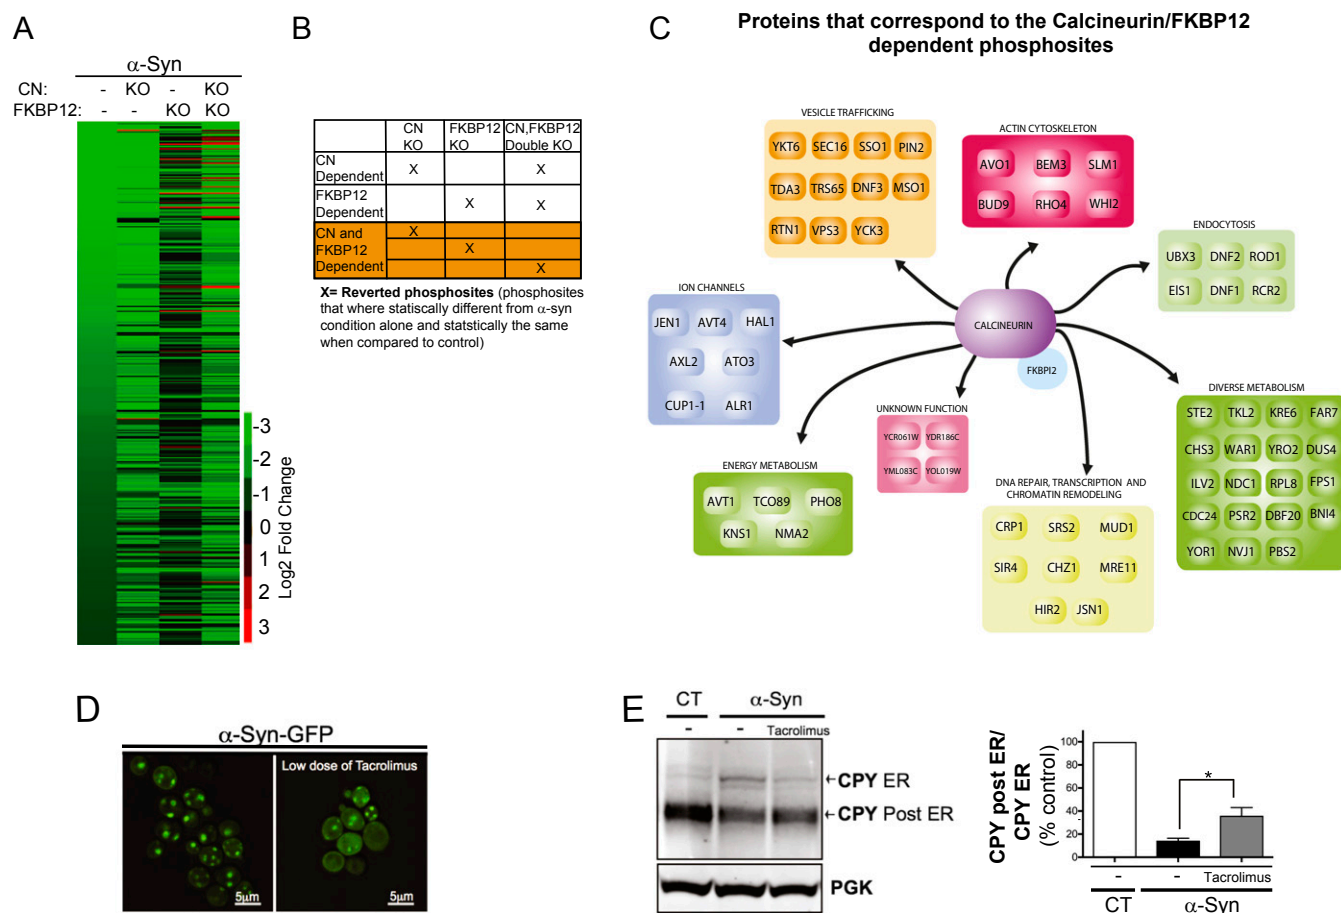 A
α-Syn
CN: - KO - KO
FKBP12: - - KO KO
-3
-2
-1
0
1
2
3
Log2 Fold Change
B
CN KO
FKBP12 KO
CN,FKBP12 Double KO
CN Dependent X X
FKBP12 Dependent X X
CN and FKBP12 Dependent
X
X
X
X= Reverted phosphosites (phosphosites
that where statiscally different from α-syn
condition alone and statstically the same
when compared to control)
C
Proteins that correspond to the Calcineurin/FKBP12
dependent phosphosites
VESICLE TRAFFICKING
YKT6 SEC16 SSO1 PIN2
TDA3 TRS65 DNF3 MSO1
RTN1 VPS3 YCK3
ACTIN CYTOSKELETON
AVO1 BEM3 SLM1
BUD9 RHO4 WHI2
ENDOCYTOSIS
UBX3 DNF2 ROD1
EIS1 DNF1 RCR2
ION CHANNELS
JEN1 AVT4 HAL1
AXL2 ATO3
CUP1-1 ALR1
CALCINEURIN
FKBPI2
UNKNOWN FUNCTION
YCR061W YDR186C
YML083C YOL019W
ENERGY METABOLISM
AVT1 TCO89 PHO8
KNS1 NMA2
DNA REPAIR, TRANSCRIPTION AND
CHROMATIN REMODELING
CRP1 SRS2 MUD1
SIR4 CHZ1 MRE11
HIR2 JSN1
DIVERSE METABOLISM
STE2 TKL2 KRE6 FAR7
CHS3 WAR1 YRO2 DUS4
ILV2 NDC1 RPL8 FPS1
CDC24 PSR2 DBF20 BNI4
YOR1 NVJ1 PBS2
D
α-Syn-GFP
Low dose of Tacrolimus
5µm
5µm
E
CT α-Syn
- - Tacrolimus
CPY ER
CPY Post ER
PGK
CPY post ER/
CPY ER
(% control)
100
80
60
40
20
0
*
- Tacrolimus
CT α-Syn